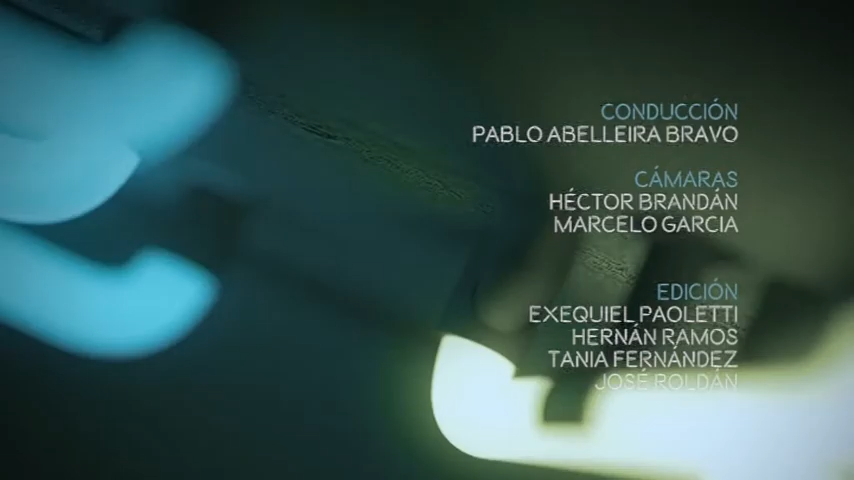 CONDUCCIÓN
PABLO ABELLEIRA BRAVO
CÁMARAS
HÉCTOR BRANDÁN
MARCELO GARCIA
EDICIÓN
EXEQUIEL PAOLETTI
HERNÁN RAMOS
TANIA FERNÁNDEZ
JOSÉ ROLDÁN